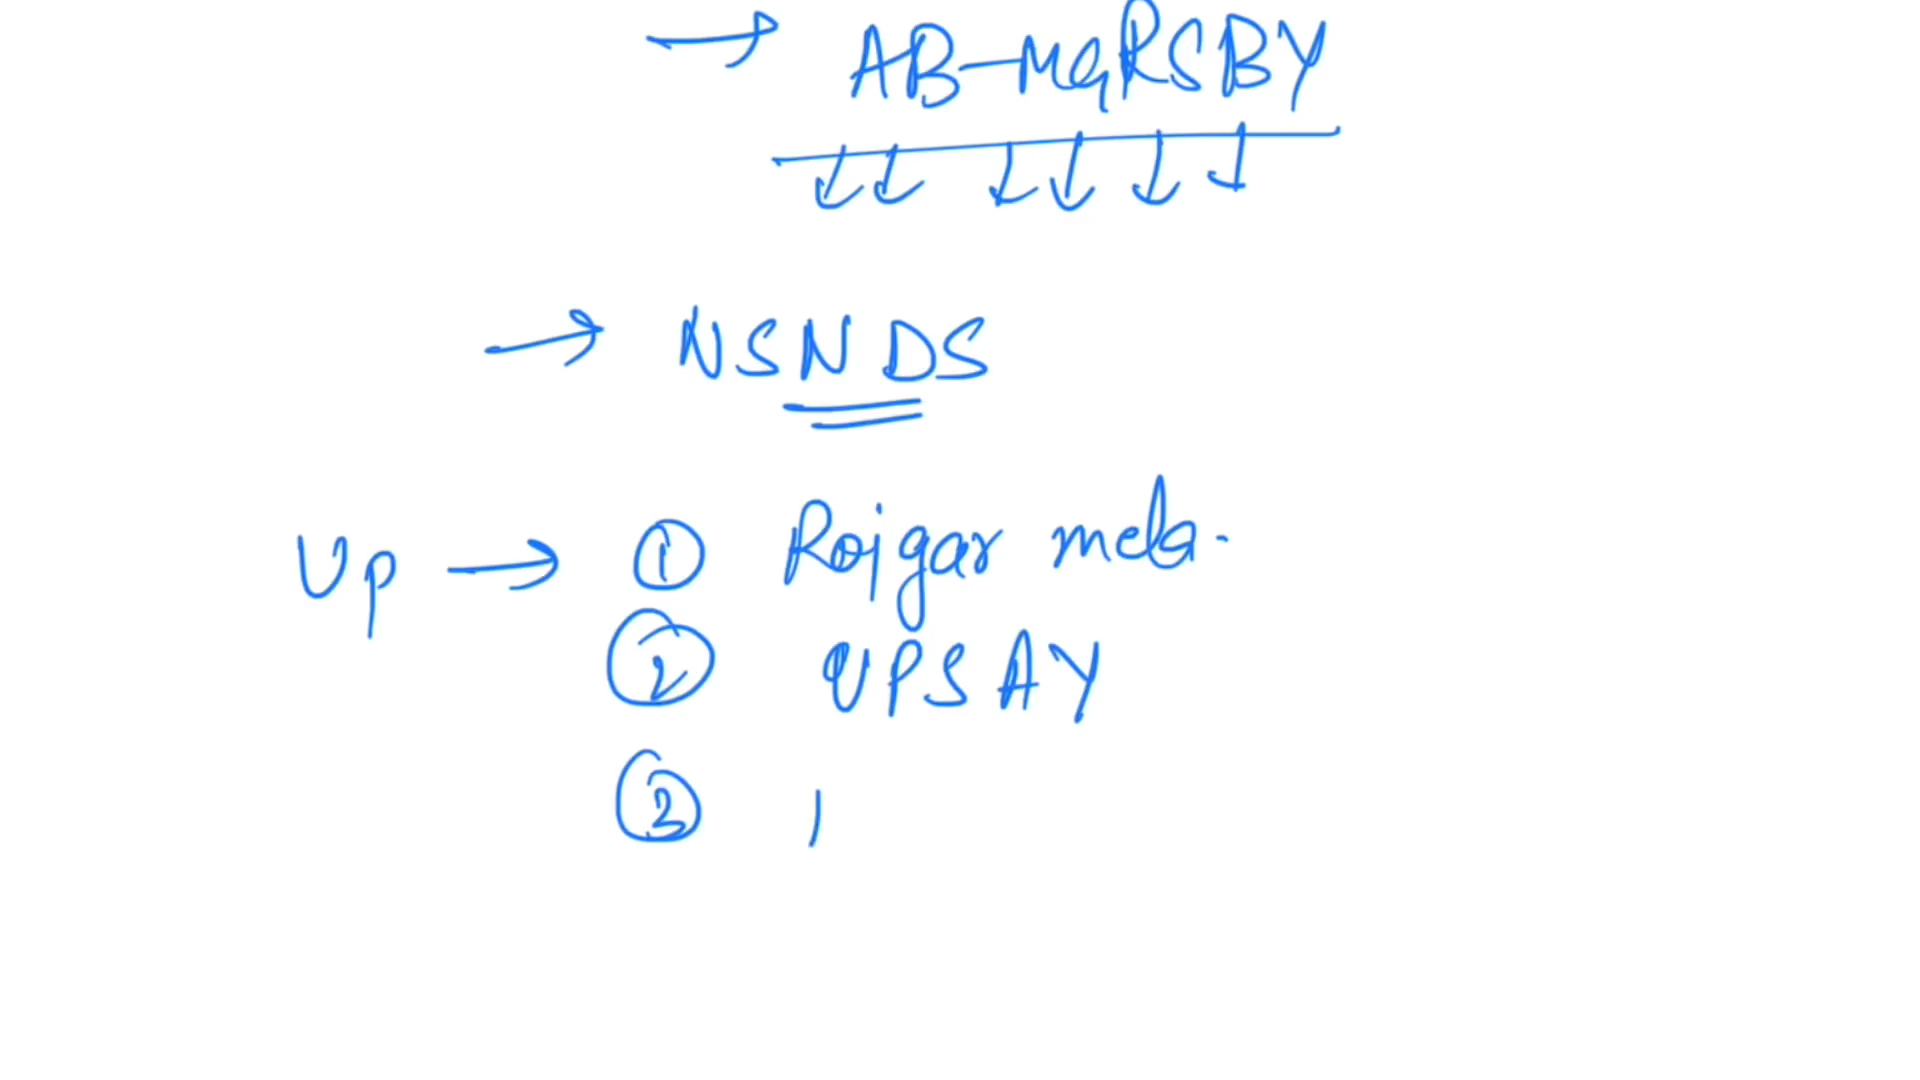 → AB-MGRSBY
→ NSNDS
Up → ① Rojgar mela.
② UPSAY
③